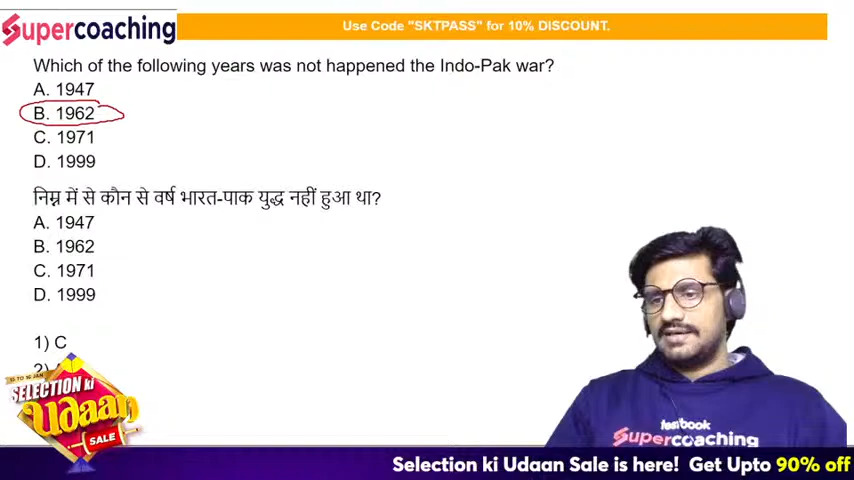 Supercoaching
Use Code "SKTPASS" for 10% DISCOUNT.
Which of the following years was not happened the Indo-Pak war?
A. 1947
B. 1962
C. 1971
D. 1999
निम्न में से कौन से वर्ष भारत-पाक युद्ध नहीं हुआ था?
A. 1947
B. 1962
C. 1971
D. 1999
1) C
2)
SELECTION ki
Udaan
SALE
testbook
Supercoaching
Selection ki Udaan Sale is here! Get Upto 90% off